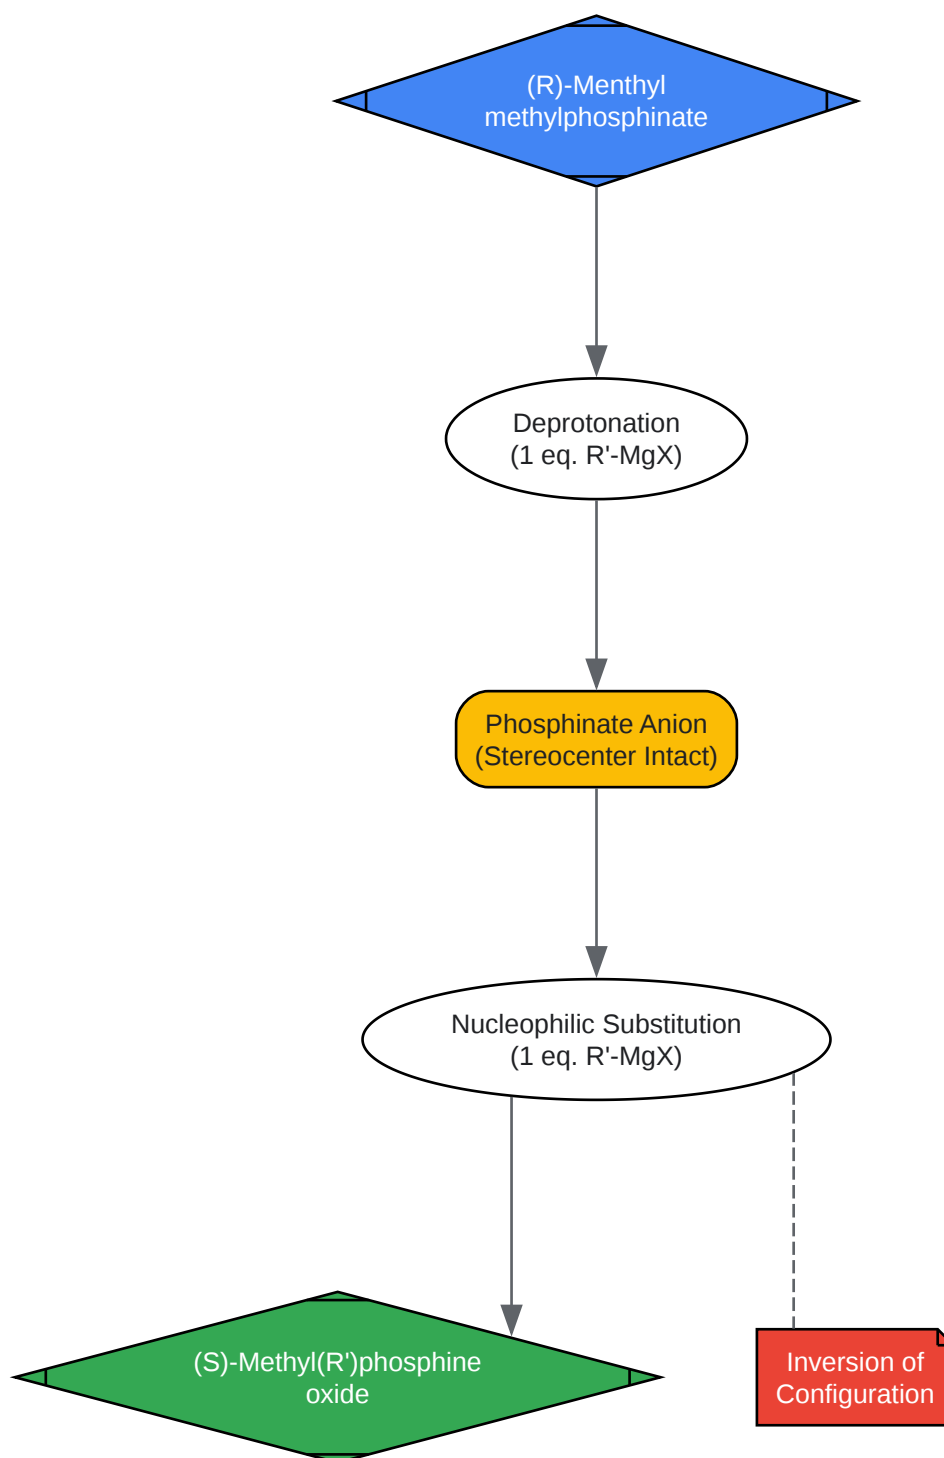 (R)-Menthyl
methylphosphinate
Deprotonation
(1 eq. R'-MgX)
Phosphinate Anion
(Stereocenter Intact)
Nucleophilic Substitution
(1 eq. R'-MgX)
(S)-Methyl(R')phosphine
oxide
Inversion of
Configuration